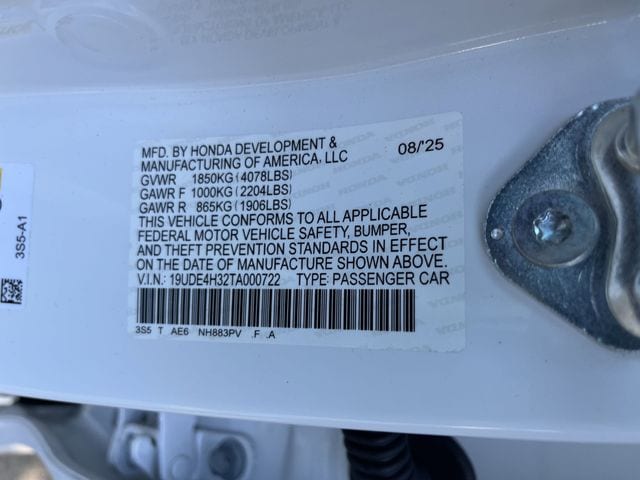 MFD. BY HONDA DEVELOPMENT &
MANUFACTURING OF AMERICA, LLC 08/'25
GVWR 1850KG (4078LBS)
GAWR F 1000KG (2204LBS)
GAWR R 865KG (1906LBS)
THIS VEHICLE CONFORMS TO ALL APPLICABLE
FEDERAL MOTOR VEHICLE SAFETY, BUMPER,
AND THEFT PREVENTION STANDARDS IN EFFECT
ON THE DATE OF MANUFACTURE SHOWN ABOVE.
V.I.N.: 19UDE4H32TA000722 TYPE: PASSENGER CAR
3S5 T AE6 NH883PV .F .A
3S5-A1